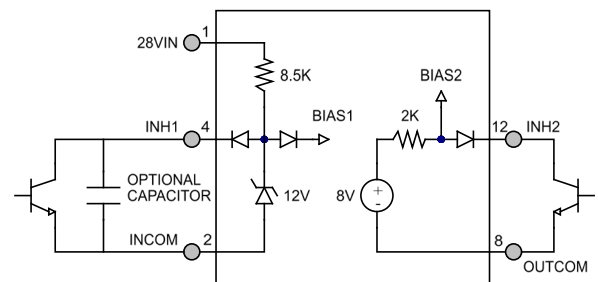 28VIN
1
8.5K
BIAS1
BIAS2
2K
INH1
4
12
INH2
OPTIONAL
CAPACITOR
12V
8V
+
-
INCOM
2
8
OUTCOM